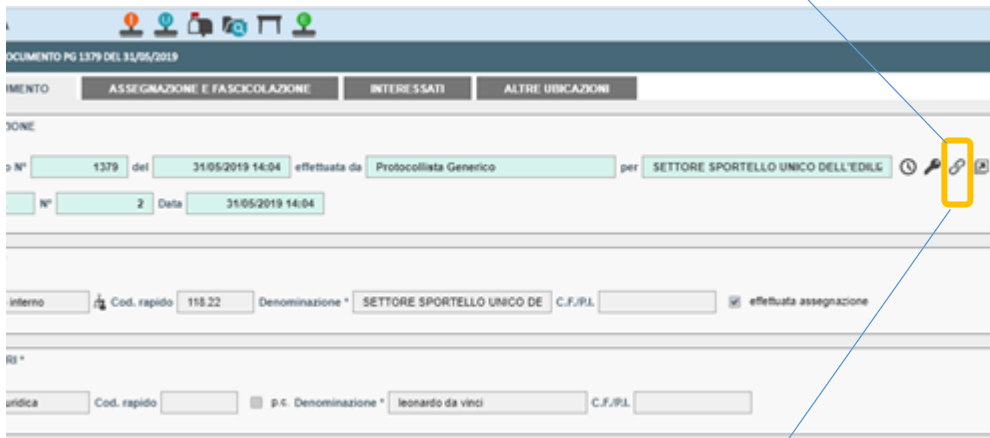 OCUMENTO PG 1379 DEL 31/05/2019
UMENTO ASSEGNAZIONE E FASCICOLAZIONE INTERESSATI ALTRE UBICAZIONI
ZIONE
o N° 1379 del 31/05/2019 14:04 effettuata da Protocollista Generico per SETTORE SPORTELLO UNICO DELL'EDILI
N° 2 Data 31/05/2019 14:04
interno Cod. rapido 118.22 Denominazione * SETTORE SPORTELLO UNICO DE C.F./P.I. effettuata assegnazione
RI *
uridica Cod. rapido p.c. Denominazione * leonardo da vinci C.F./P.I.